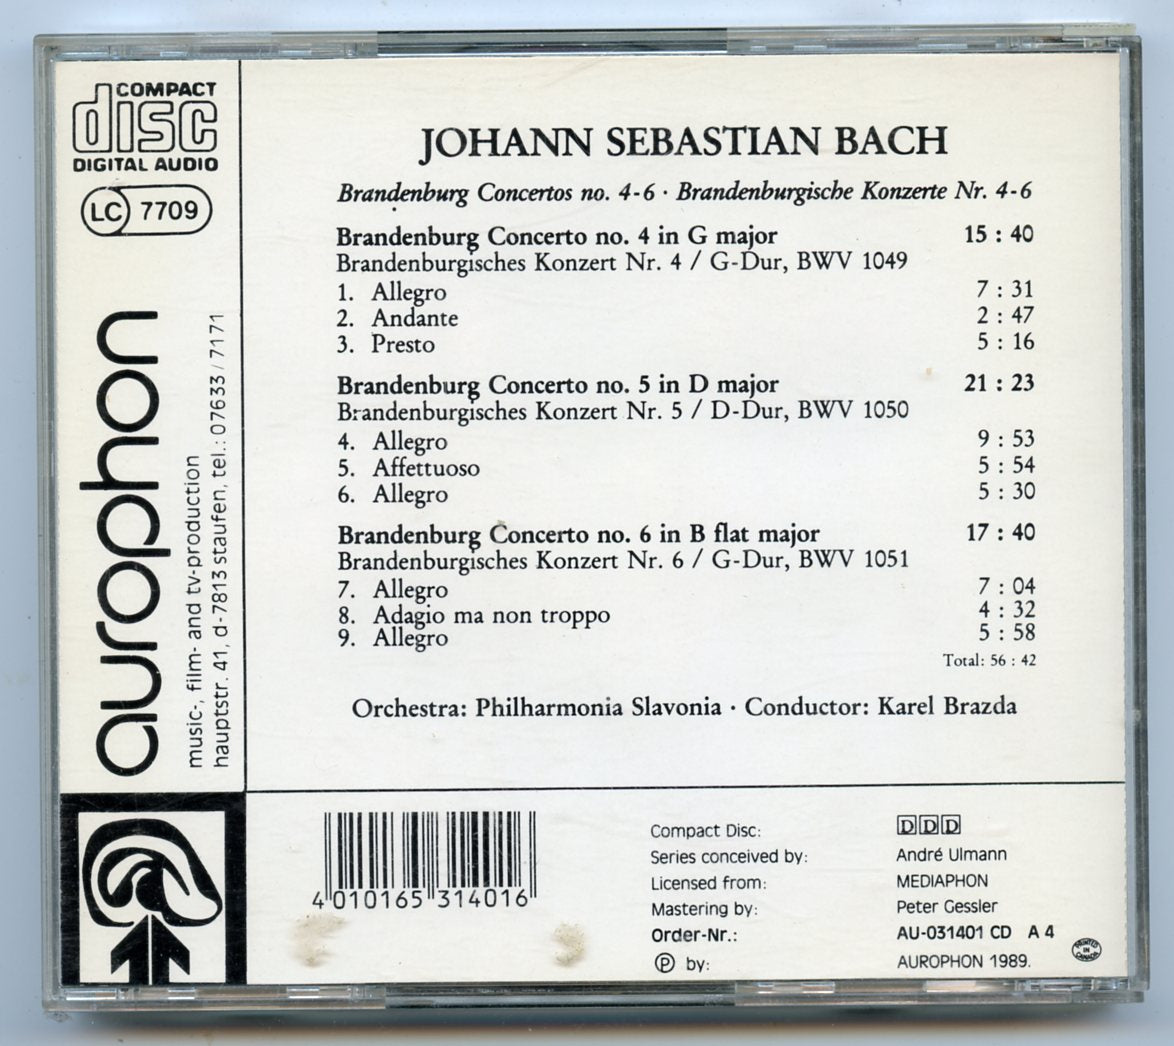 COMPACT
disc
DIGITAL AUDIO
LC 7709
aurophon
music-, film- and tv-production
hauptstr. 41, d-7813 staufen, tel.: 07633 / 7171
JOHANN SEBASTIAN BACH
Brandenburg Concertos no. 4-6 · Brandenburgische Konzerte Nr. 4-6
Brandenburg Concerto no. 4 in G major 15 : 40
Brandenburgisches Konzert Nr. 4 / G-Dur, BWV 1049
1. Allegro 7 : 31
2. Andante 2 : 47
3. Presto 5 : 16
Brandenburg Concerto no. 5 in D major 21 : 23
Brandenburgisches Konzert Nr. 5 / D-Dur, BWV 1050
4. Allegro 9 : 53
5. Affettuoso 5 : 54
6. Allegro 5 : 30
Brandenburg Concerto no. 6 in B flat major 17 : 40
Brandenburgisches Konzert Nr. 6 / G-Dur, BWV 1051
7. Allegro 7 : 04
8. Adagio ma non troppo 4 : 32
9. Allegro 5 : 58
Total: 56 : 42
Orchestra: Philharmonia Slavonia · Conductor: Karel Brazda
4 010165 314016
Compact Disc: DDD
Series conceived by: André Ulmann
Licensed from: MEDIAPHON
Mastering by: Peter Gessler
Order-Nr.: AU-031401 CD A 4
℗ by: AUROPHON 1989.
PRINTED IN CANADA